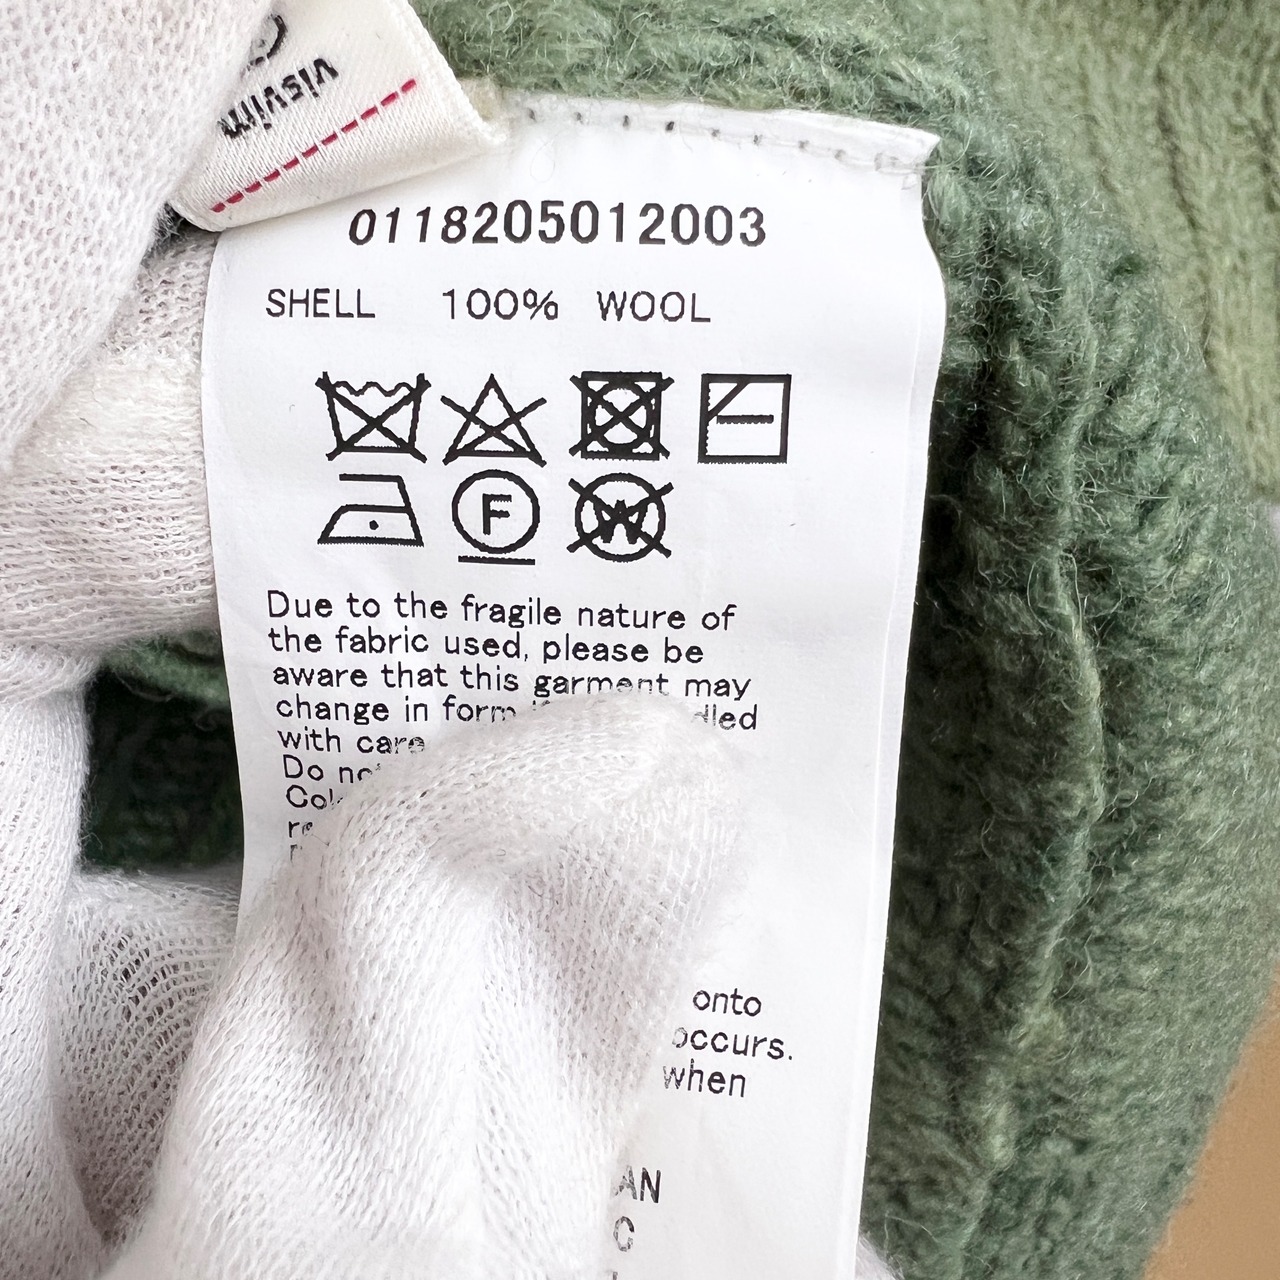 visvim
0118205012003
SHELL 100% WOOL
F
W
Due to the fragile nature of
the fabric used, please be
aware that this garment may
change in form
with care
Do
onto
occurs.
when